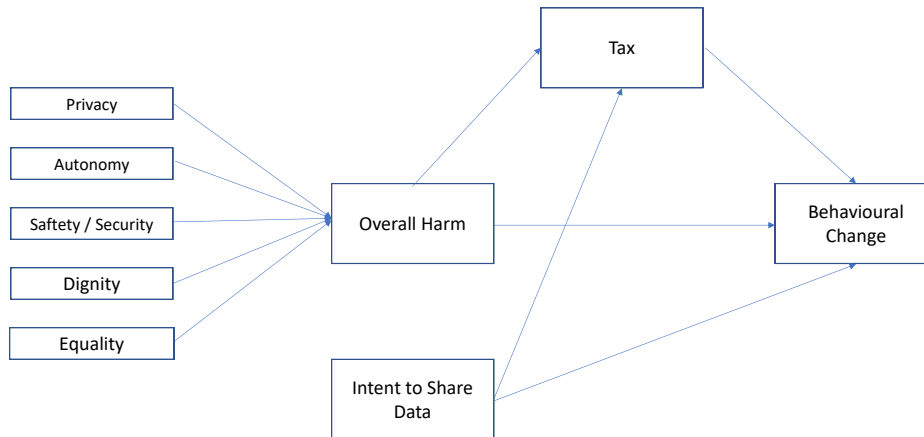 Tax
Privacy
Autonomy
Saftety / Security
Dignity
Equality
Overall Harm
Behavioural
Change
Intent to Share
Data